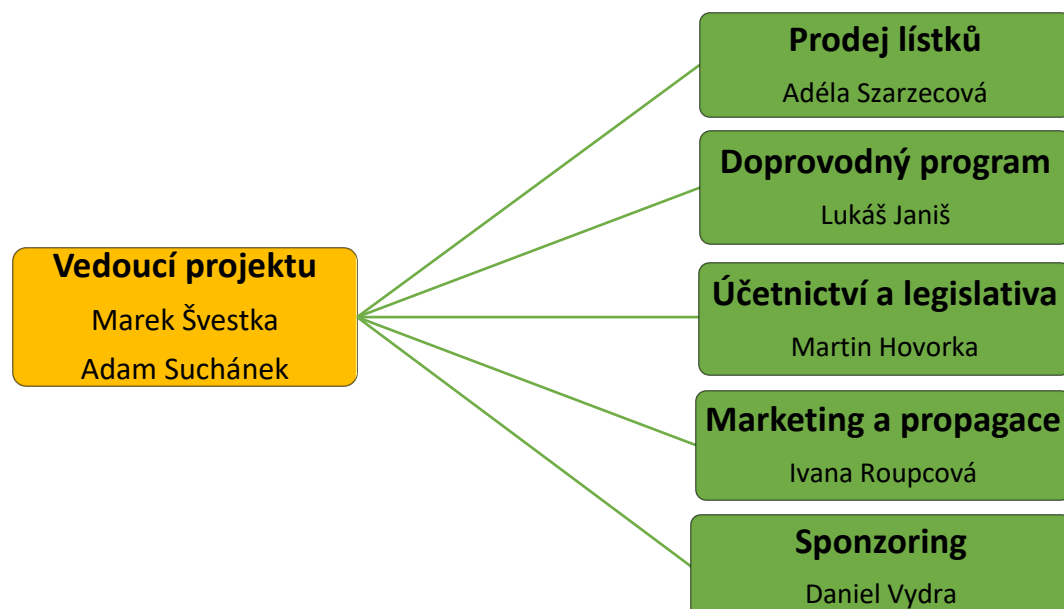 Vedoucí projektu
Marek Švestka
Adam Suchánek
Prodej lístků
Adéla Szarzecová
Doprovodný program
Lukáš Janiš
Účetnictví a legislativa
Martin Hovorka
Marketing a propagace
Ivana Roupcová
Sponzoring
Daniel Vydra